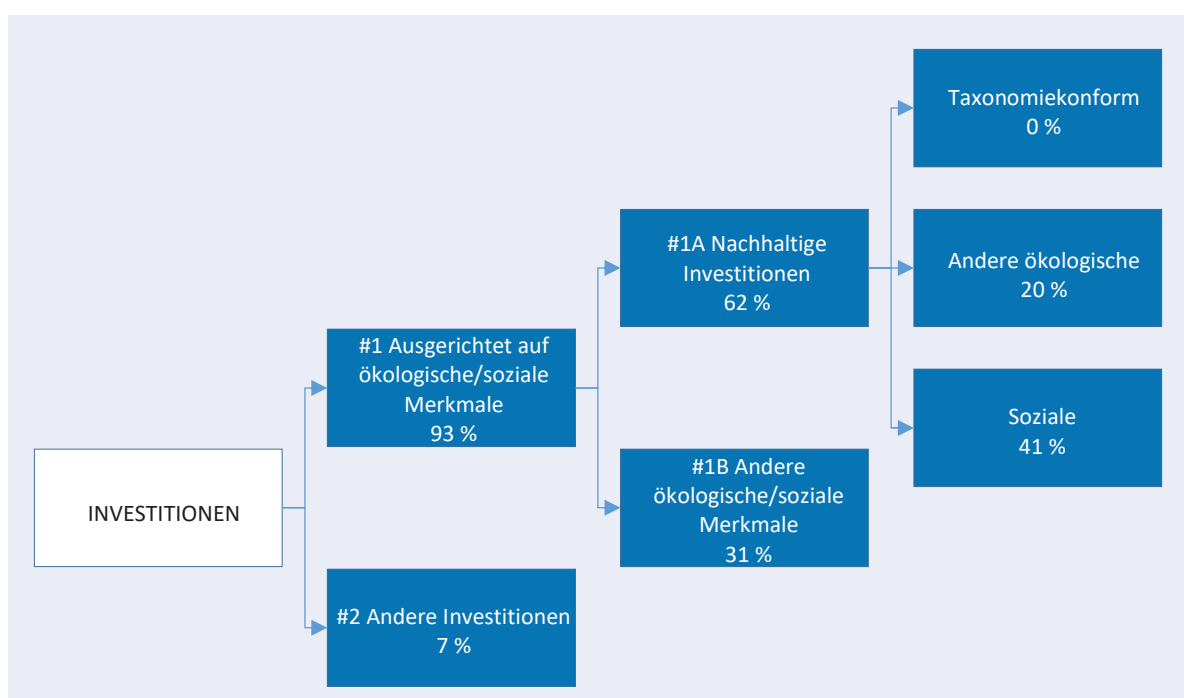 INVESTITIONEN
#1 Ausgerichtet auf
ökologische/soziale
Merkmale
93 %
#2 Andere Investitionen
7 %
#1A Nachhaltige
Investitionen
62 %
#1B Andere
ökologische/soziale
Merkmale
31 %
Taxonomiekonform
0 %
Andere ökologische
20 %
Soziale
41 %